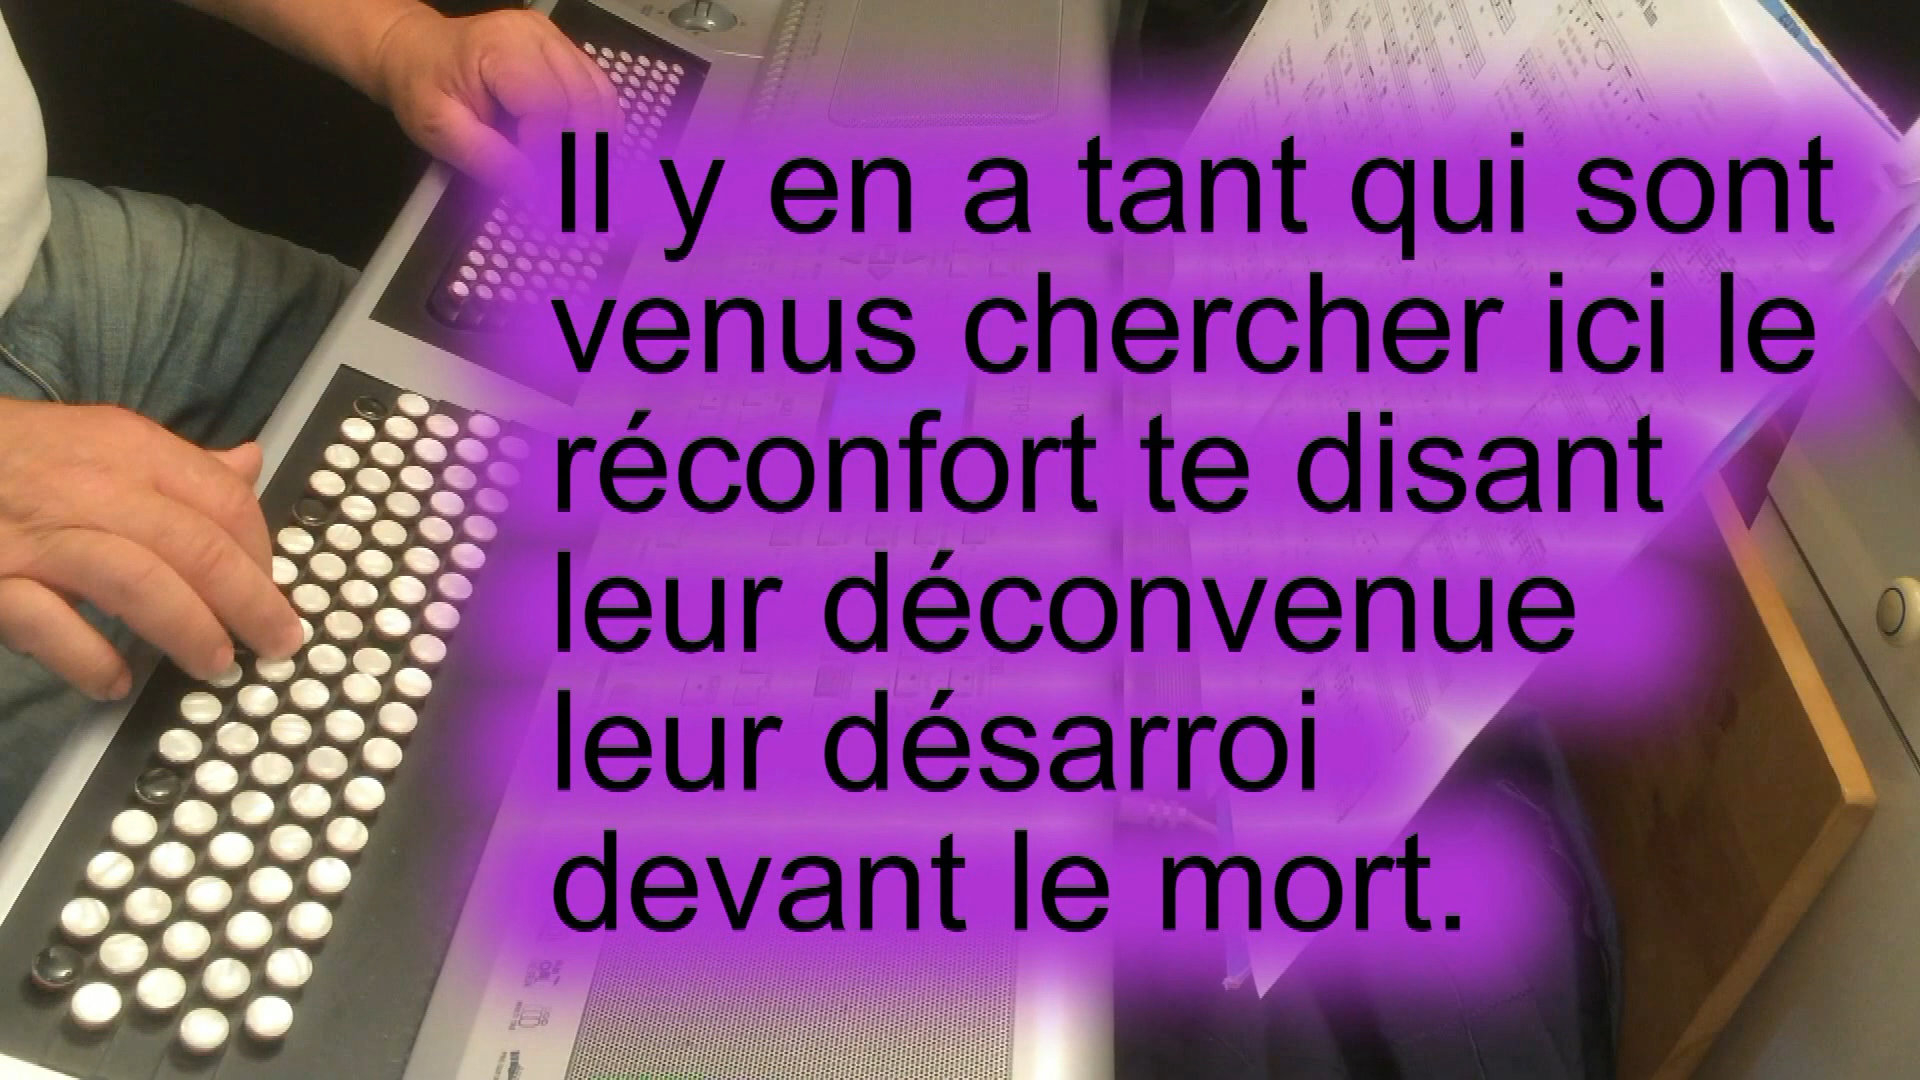 Il y en a tant qui sont
venus chercher ici le
réconfort te disant
leur déconvenue
leur désarroi
devant le mort.